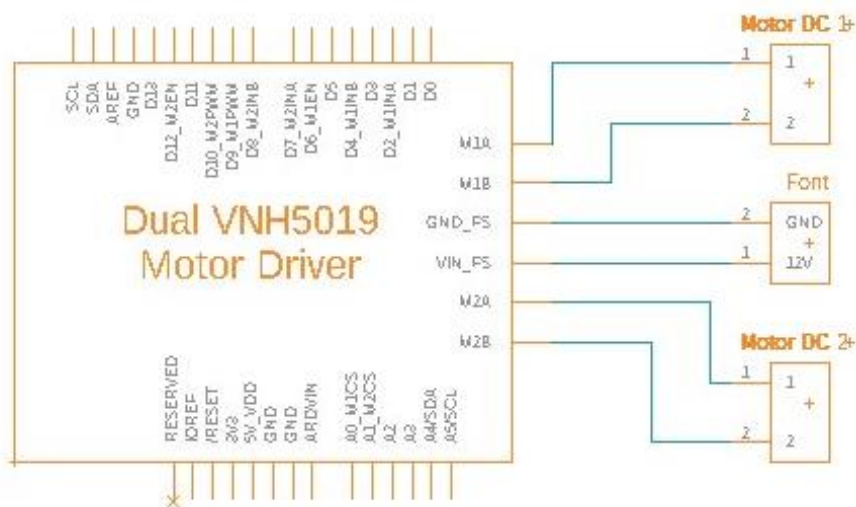 Motor DC 1+
SCL
SDA
AREF
GND
D13
D12_M2EN
D11
D10_M2PWM
D9_M1PWM
D8_M2INB
D7_M2INA
D6_M1EN
D5
D4_M1INB
D3
D2_M1INA
D1
D0
1
1
+
2
2
M1A
M1B
Font
Dual VNH5019
Motor Driver
GND_PS
2
GND
+
VIN_PS
1
12V
M2A
M2B
Motor DC 2+
1
1
+
2
2
RESERVED
IOREF
/RESET
3V3
5V_VDD
GND
GND
ARDVIN
A0_M1CS
A1_M2CS
A2
A3
A4/SDA
A5/SCL